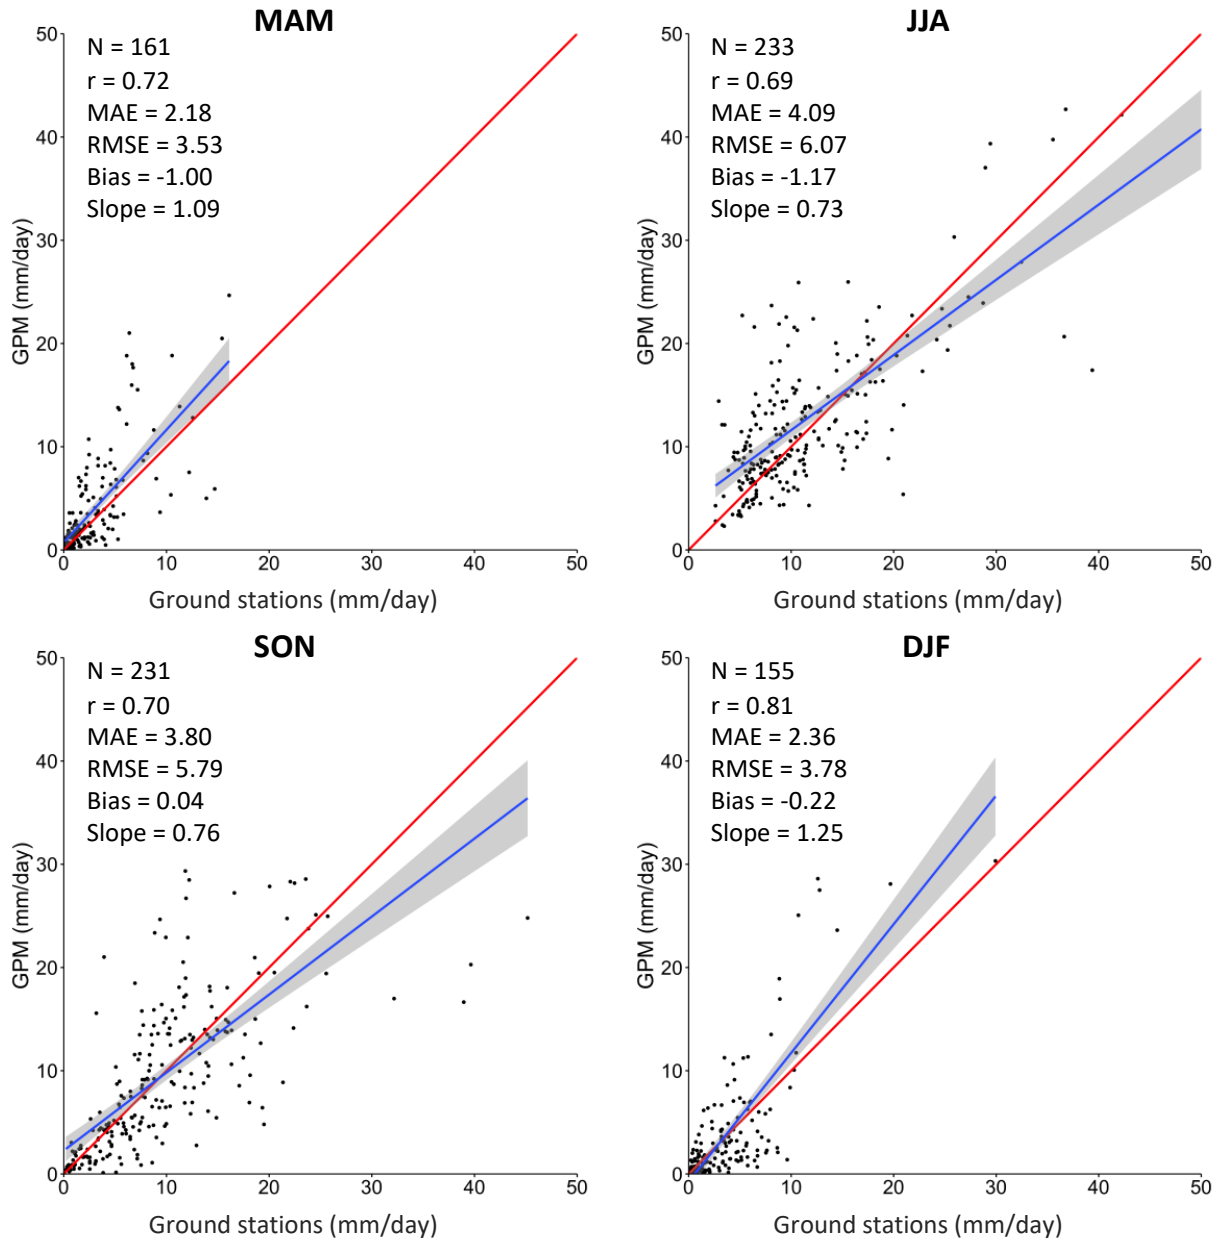 MAM
N = 161
r = 0.72
MAE = 2.18
RMSE = 3.53
Bias = -1.00
Slope = 1.09
GPM (mm/day)
50
40
30
20
10
0
0 10 20 30 40 50
Ground stations (mm/day)
JJA
N = 233
r = 0.69
MAE = 4.09
RMSE = 6.07
Bias = -1.17
Slope = 0.73
GPM (mm/day)
50
40
30
20
10
0
0 10 20 30 40 50
Ground stations (mm/day)
SON
N = 231
r = 0.70
MAE = 3.80
RMSE = 5.79
Bias = 0.04
Slope = 0.76
GPM (mm/day)
50
40
30
20
10
0
0 10 20 30 40 50
Ground stations (mm/day)
DJF
N = 155
r = 0.81
MAE = 2.36
RMSE = 3.78
Bias = -0.22
Slope = 1.25
GPM (mm/day)
50
40
30
20
10
0
0 10 20 30 40 50
Ground stations (mm/day)